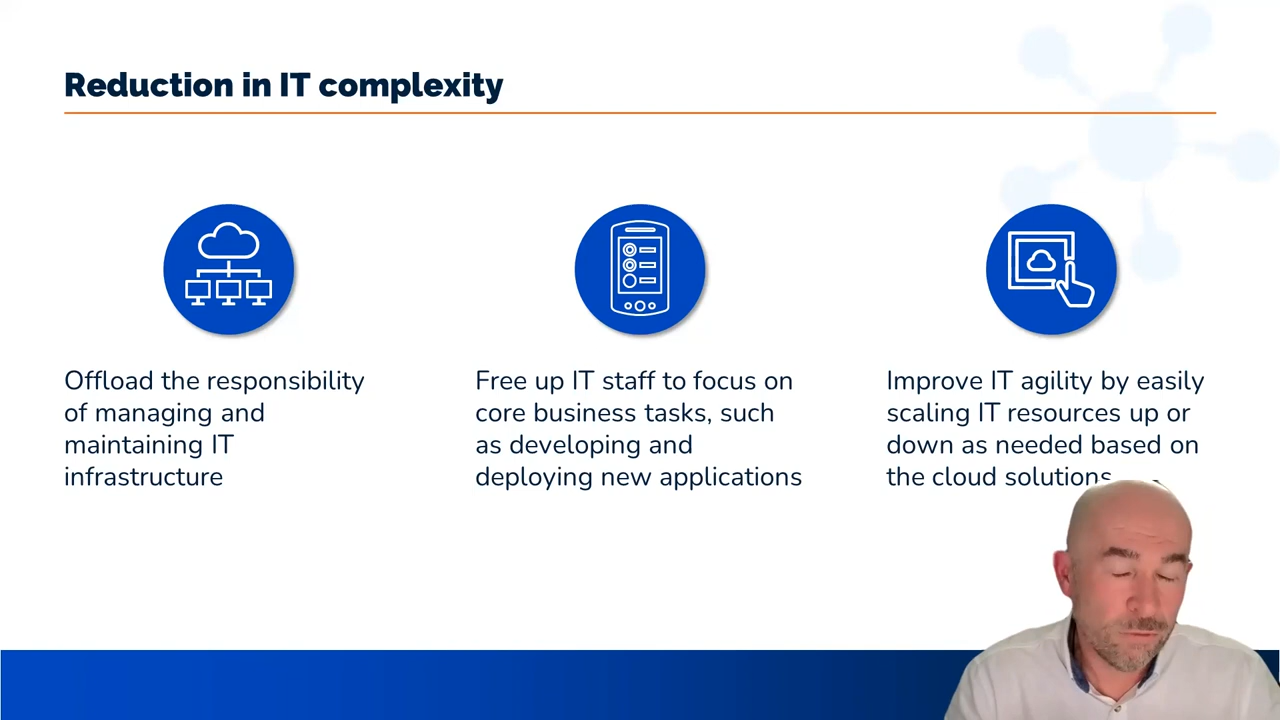 Reduction in IT complexity
Offload the responsibility
of managing and
maintaining IT
infrastructure
Free up IT staff to focus on
core business tasks, such
as developing and
deploying new applications
Improve IT agility by easily
scaling IT resources up or
down as needed based on
the cloud solutions